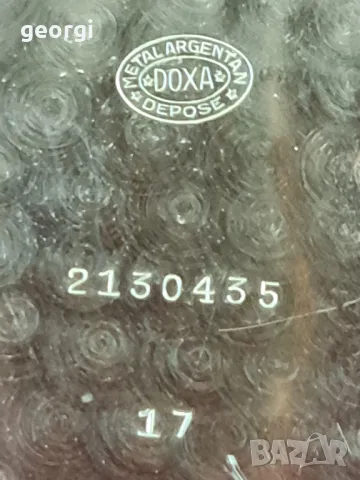 georgi
METAL ARGENTAN
DOXA
DEPOSE
2130435
17
BAZAR